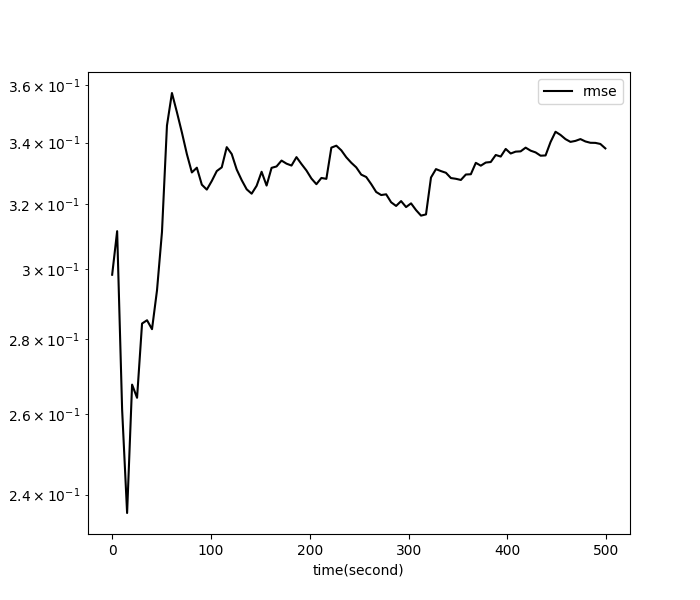 rmse
3.6 × 10⁻¹
3.4 × 10⁻¹
3.2 × 10⁻¹
3 × 10⁻¹
2.8 × 10⁻¹
2.6 × 10⁻¹
2.4 × 10⁻¹
0 100 200 300 400 500
time(second)